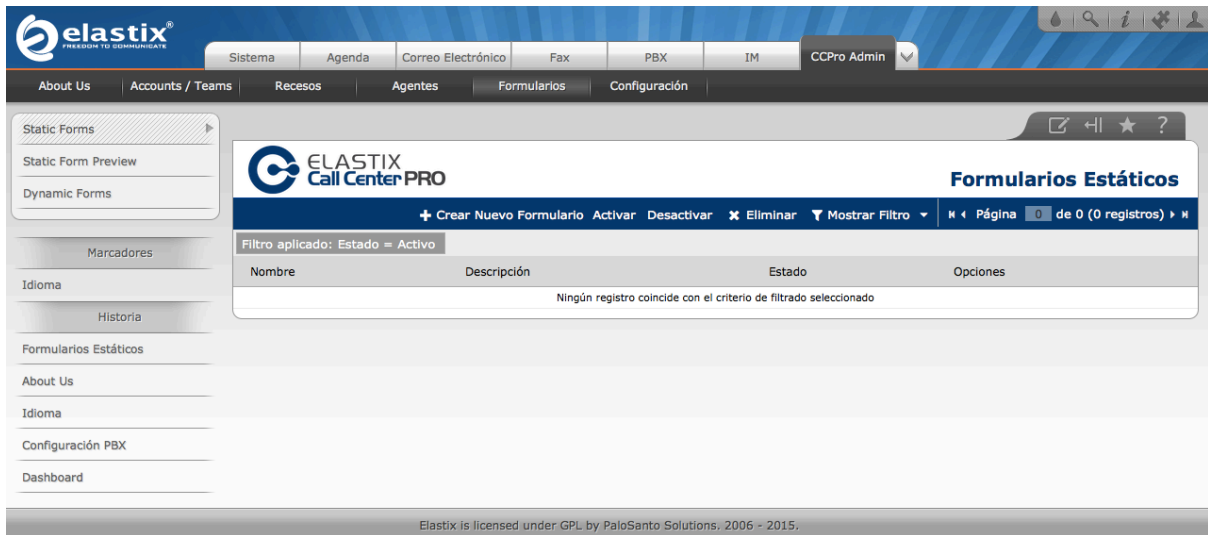 elastix®
FREEDOM TO COMMUNICATE
Sistema Agenda Correo Electrónico Fax PBX IM CCPro Admin
About Us Accounts / Teams Recesos Agentes Formularios Configuración
Static Forms
Static Form Preview
Dynamic Forms
Marcadores
Idioma
Historia
Formularios Estáticos
About Us
Idioma
Configuración PBX
Dashboard
ELASTIX
Call Center PRO
Formularios Estáticos
Crear Nuevo Formulario Activar Desactivar Eliminar Mostrar Filtro Página 0 de 0 (0 registros)
Filtro aplicado: Estado = Activo
Nombre Descripción Estado Opciones
Ningún registro coincide con el criterio de filtrado seleccionado
Elastix is licensed under GPL by PaloSanto Solutions. 2006 - 2015.